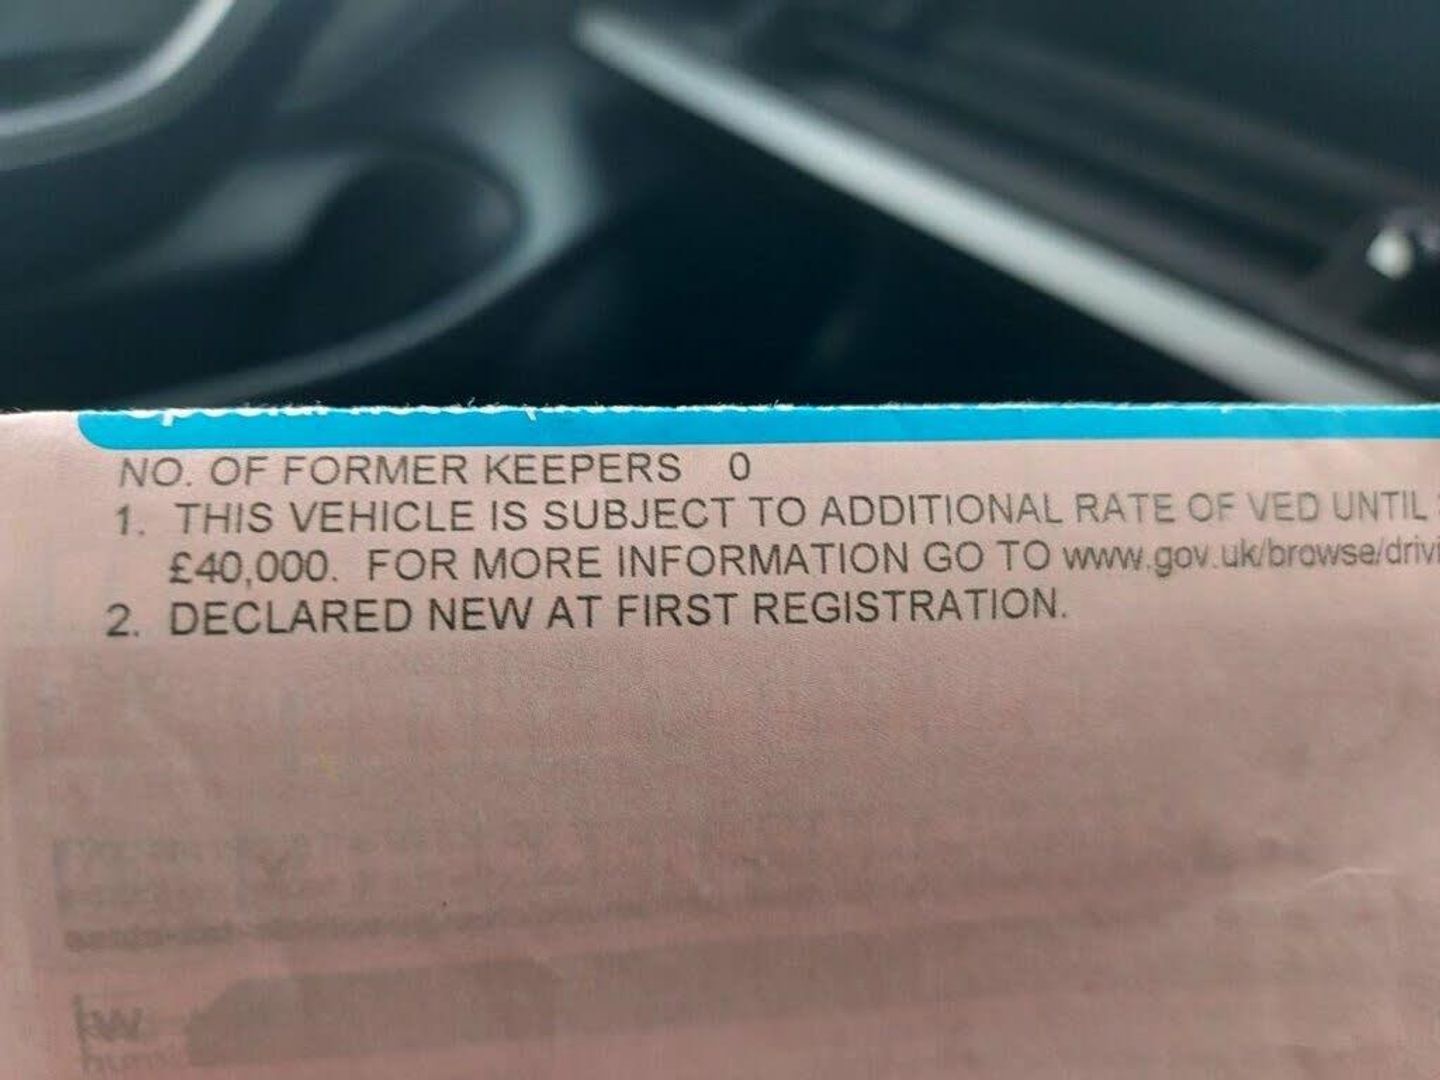 NO. OF FORMER KEEPERS 0
1. THIS VEHICLE IS SUBJECT TO ADDITIONAL RATE OF VED UNTIL
£40,000. FOR MORE INFORMATION GO TO www.gov.uk/browse/drivi
2. DECLARED NEW AT FIRST REGISTRATION.